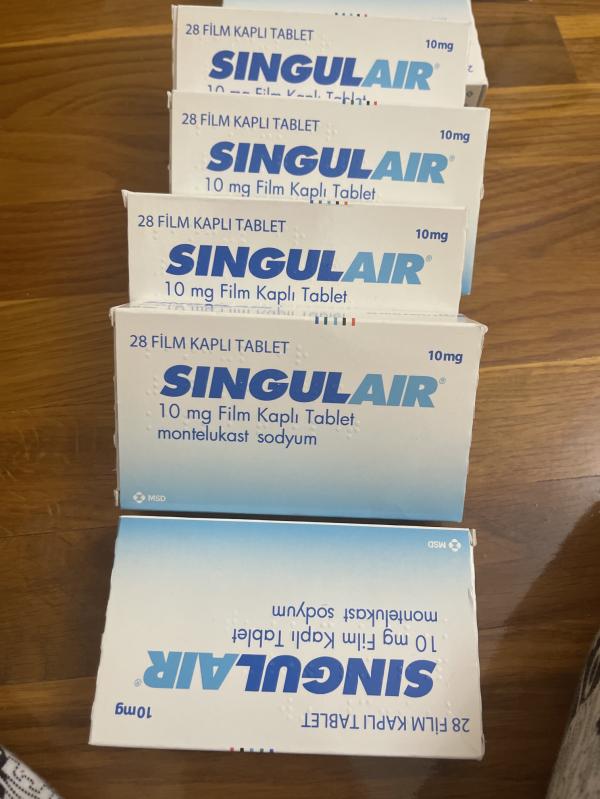 28 FİLM KAPLI TABLET
10mg
SINGULAIR®
10 mg Film Kaplı Tablet
28 FİLM KAPLI TABLET
10mg
SINGULAIR®
10 mg Film Kaplı Tablet
28 FİLM KAPLI TABLET
10mg
SINGULAIR®
10 mg Film Kaplı Tablet
28 FİLM KAPLI TABLET
10mg
SINGULAIR®
10 mg Film Kaplı Tablet
montelukast sodyum
MSD
28 FİLM KAPLI TABLET
10mg
SINGULAIR®
10 mg Film Kaplı Tablet
montelukast sodyum
MSD